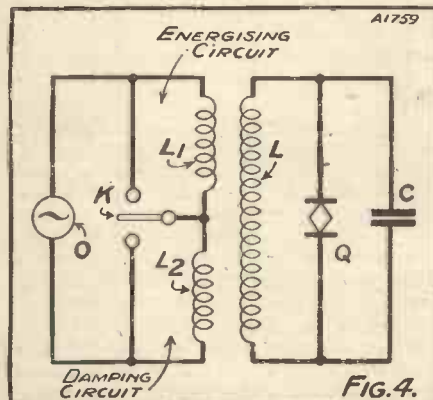 A1759
ENERGISING
CIRCUIT
L1
L
K
C
O
L2
Q
DAMPING
CIRCUIT
FIG.4.